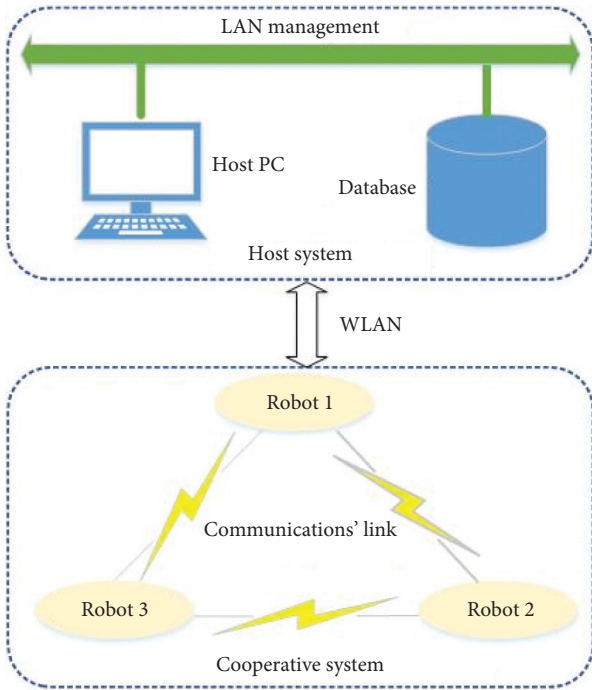 LAN management
Host PC
Database
Host system
WLAN
Robot 1
Communications’ link
Robot 3
Robot 2
Cooperative system